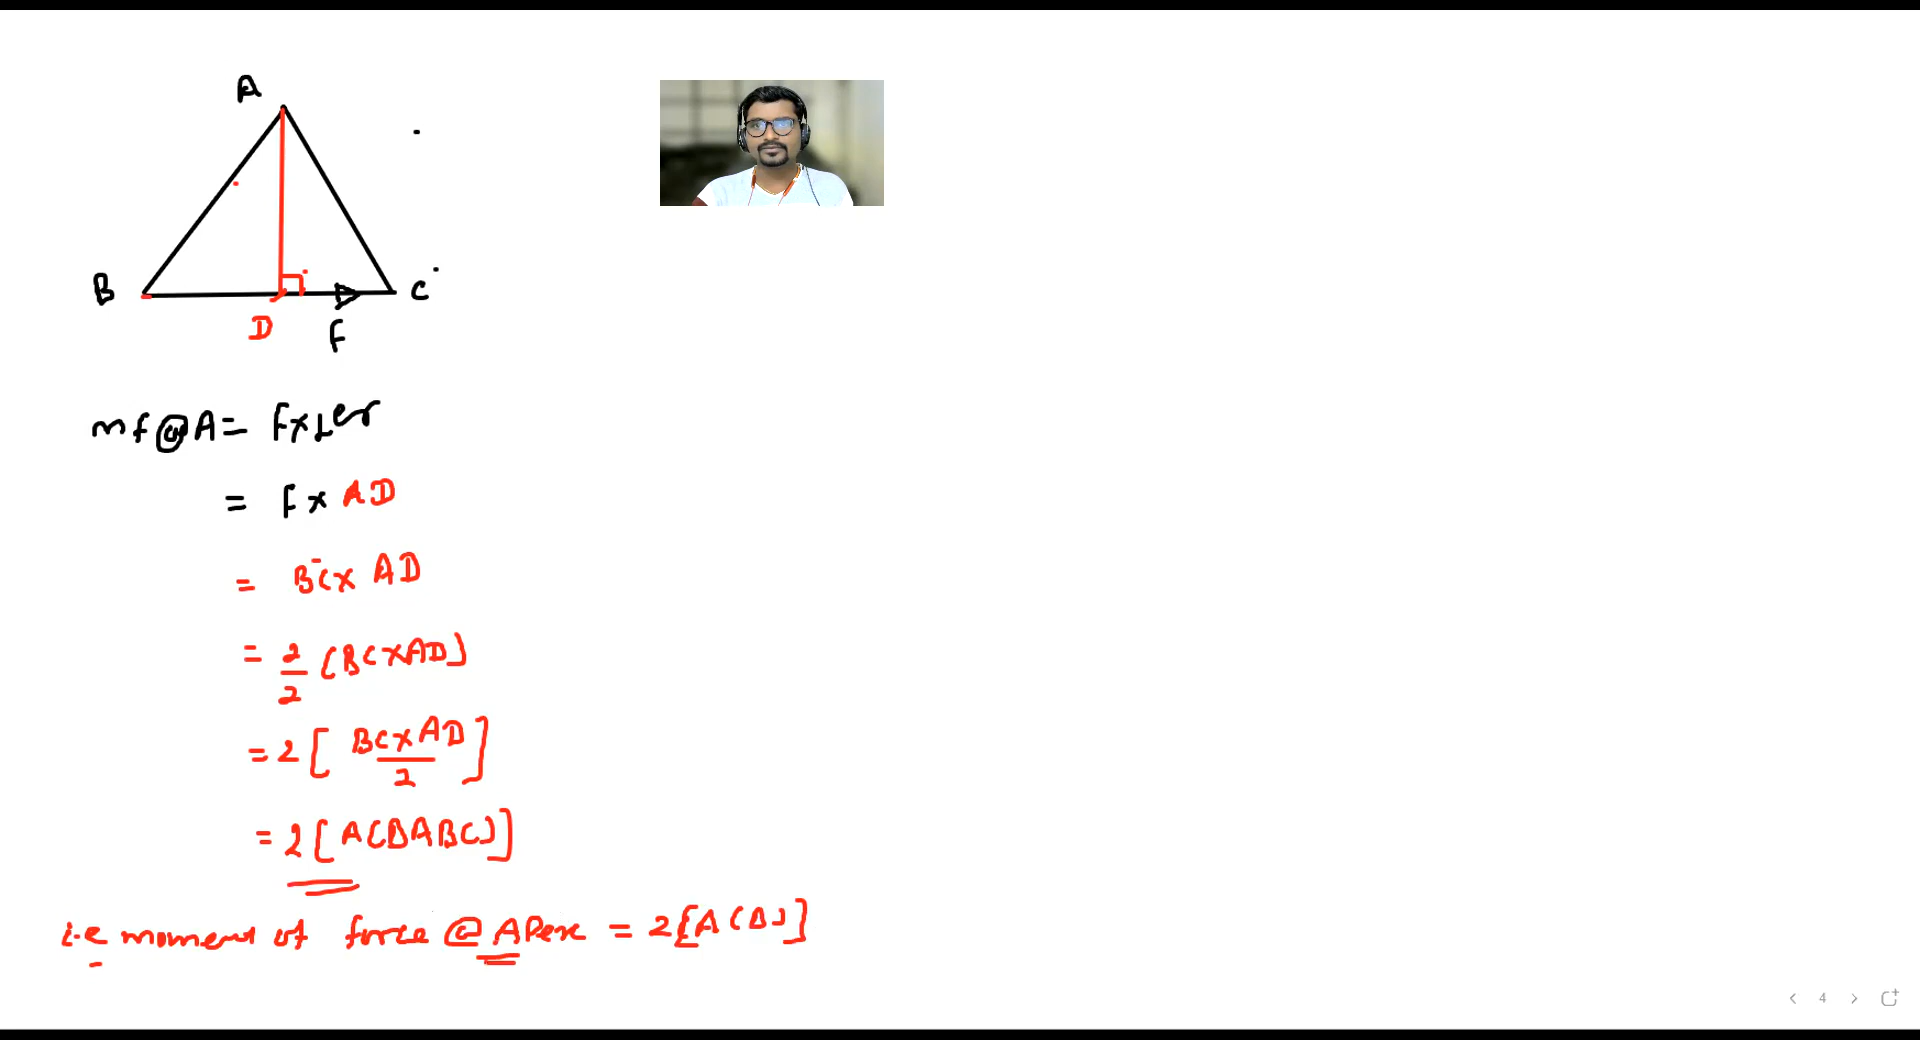 A
B
C
D
F
mf@A = F×⊥er
= F × AD
= BC × AD
= 2/2 [BC×AD]
= 2 [BC×AD/2]
= 2 [A(ΔABC)]
i.e moment of force @ APex = 2[A(Δ)]
4